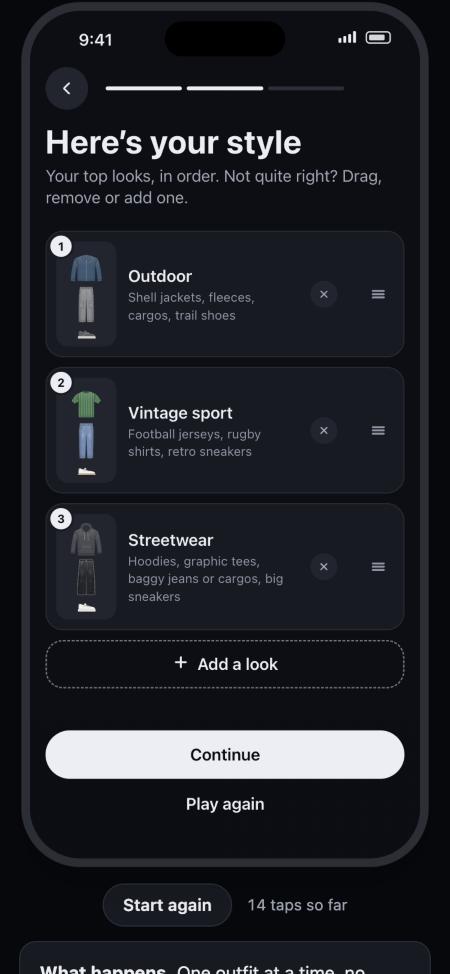 9:41
Here's your style
Your top looks, in order. Not quite right? Drag,
remove or add one.
1
Outdoor
Shell jackets, fleeces,
cargos, trail shoes
2
Vintage sport
Football jerseys, rugby
shirts, retro sneakers
3
Streetwear
Hoodies, graphic tees,
baggy jeans or cargos, big
sneakers
+ Add a look
Continue
Play again
Start again
14 taps so far
What happens. One outfit at a time, no